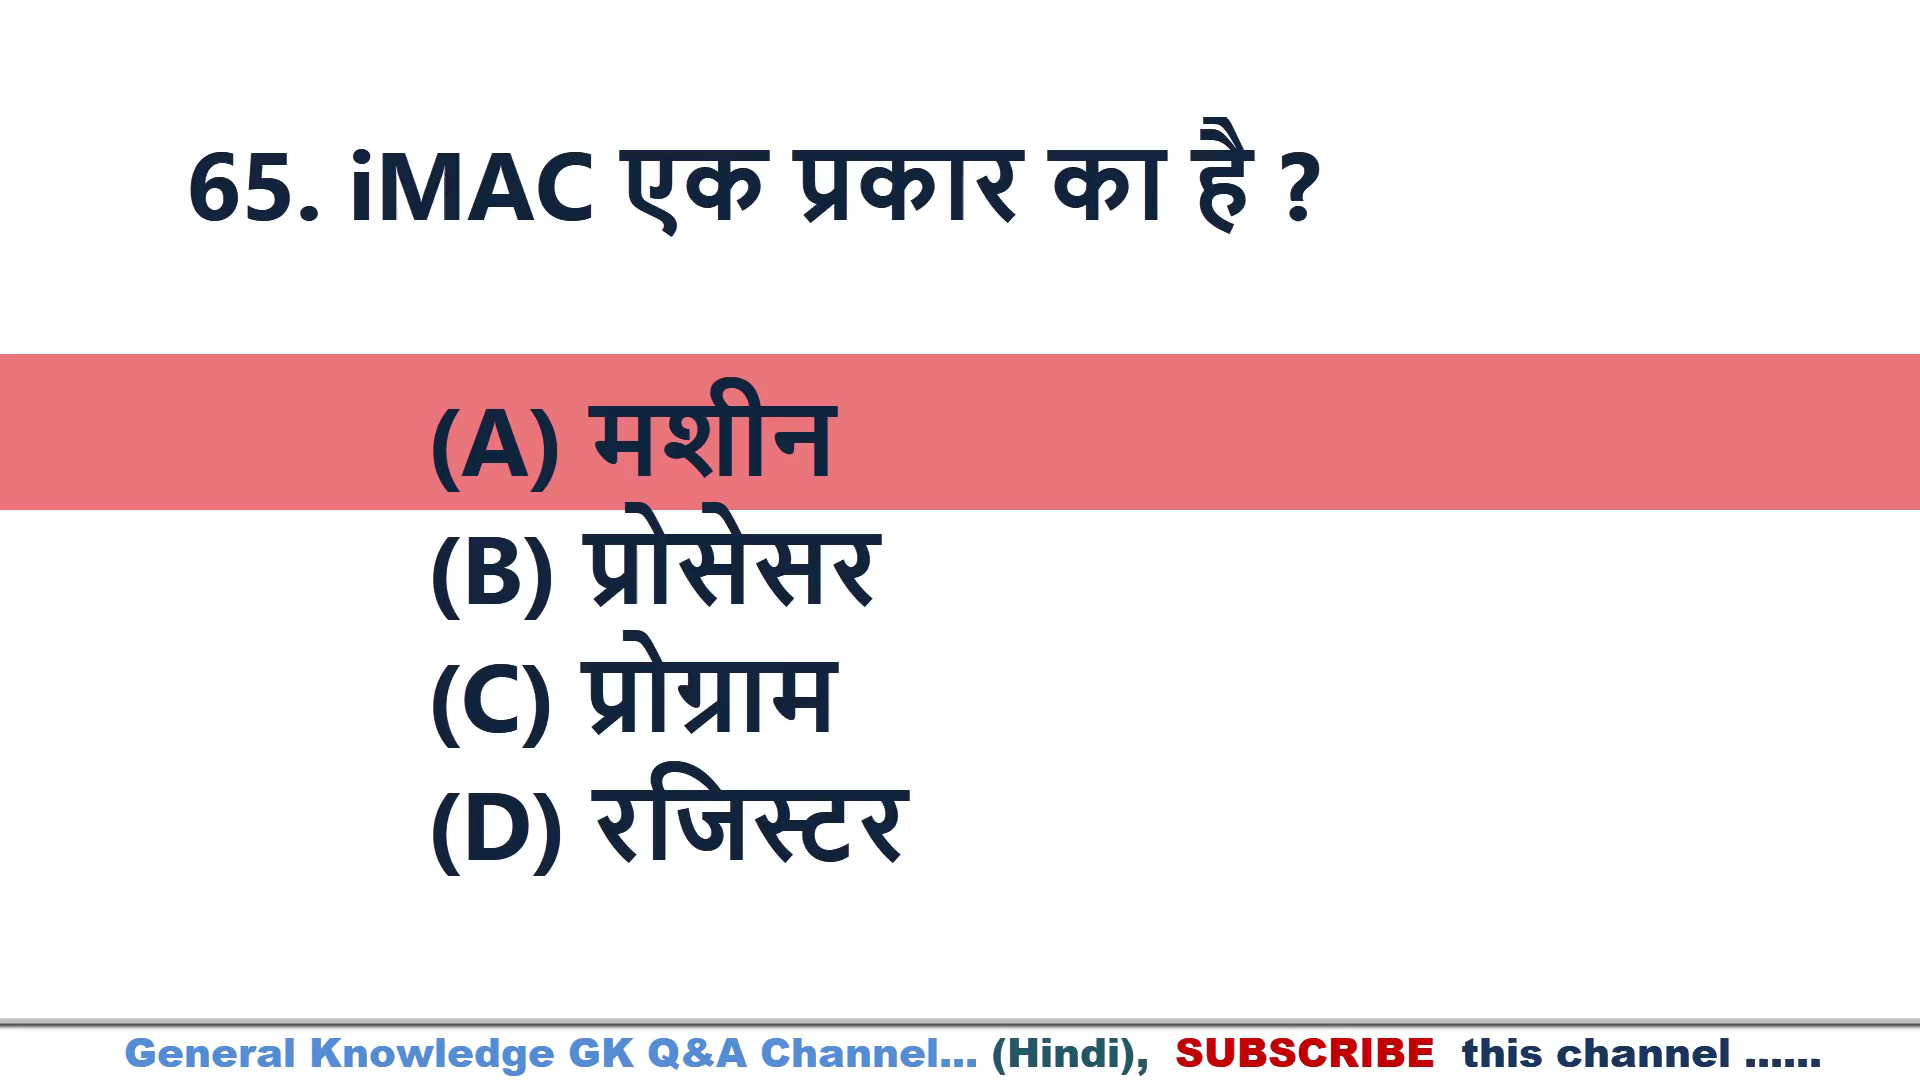 65. iMAC एक प्रकार का है ?
(A) मशीन
(B) प्रोसेसर
(C) प्रोग्राम
(D) रजिस्टर
General Knowledge GK Q&A Channel... (Hindi), SUBSCRIBE this channel ......